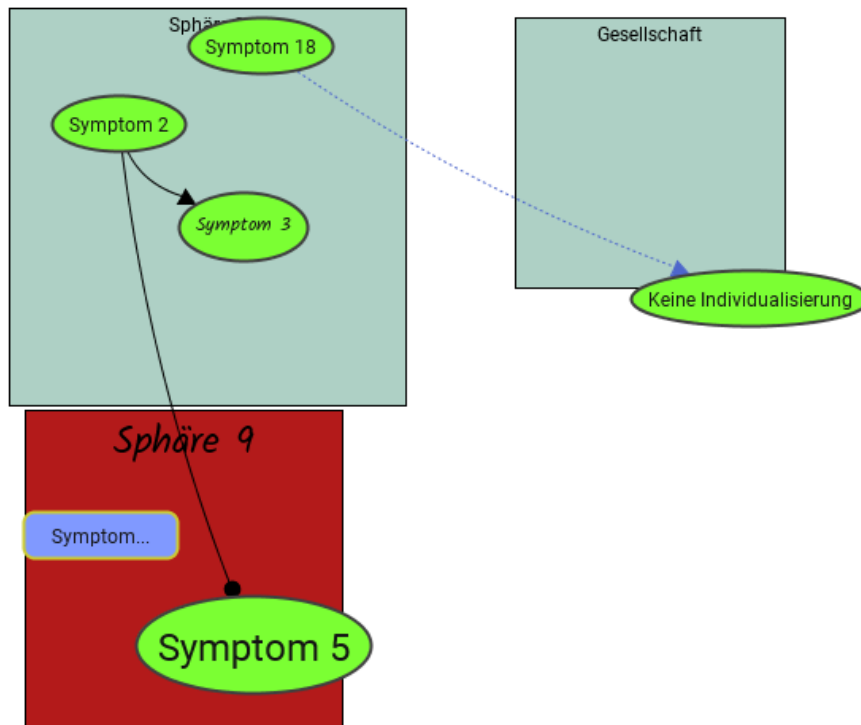 Symptom 18
Gesellschaft
Symptom 2
Symptom 3
Keine Individualisierung
Sphäre 9
Symptom...
Symptom 5